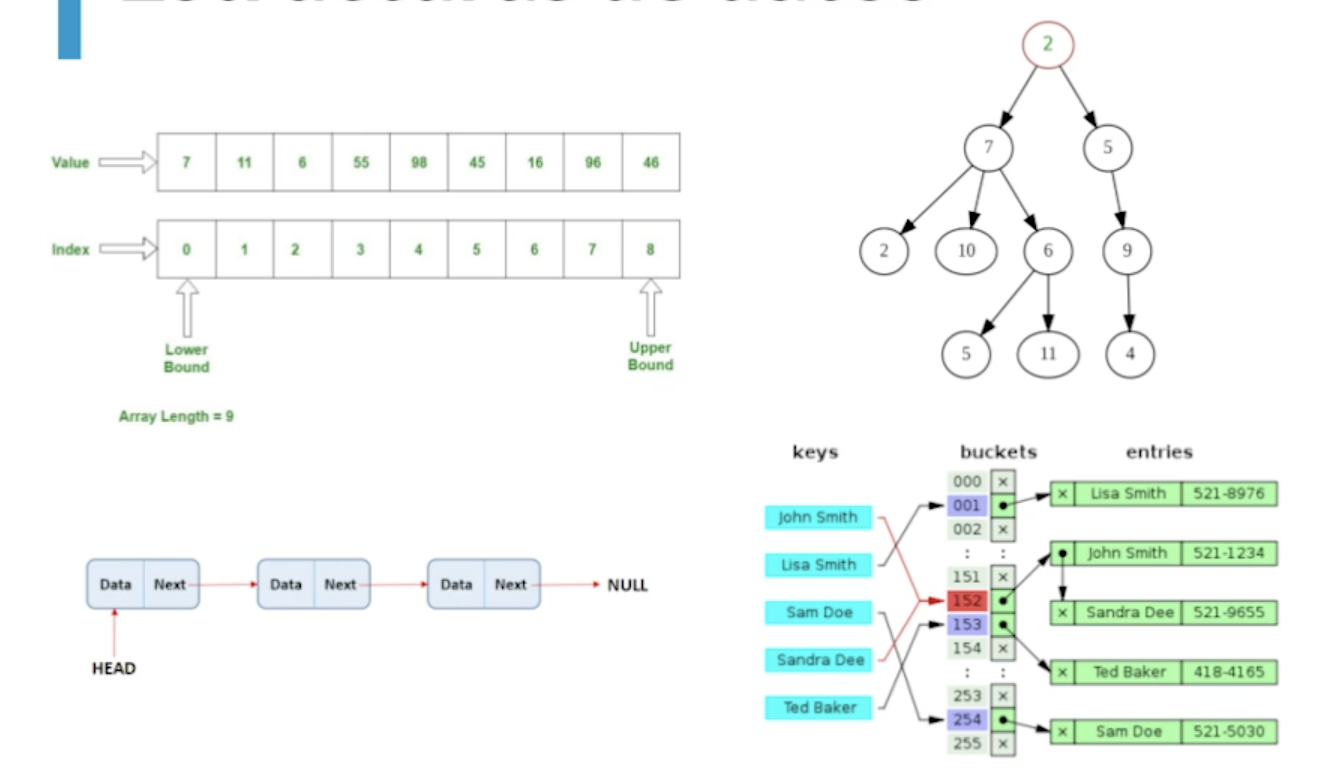 Value 7 11 6 55 98 45 16 96 46
Index 0 1 2 3 4 5 6 7 8
Lower
Bound
Upper
Bound
Array Length = 9
2
7 5
2 10 6 9
5 11 4
Data Next Data Next Data Next NULL
HEAD
keys
John Smith
Lisa Smith
Sam Doe
Sandra Dee
Ted Baker
buckets
000 ×
001
002 ×
: :
151 ×
152
153
154 ×
: :
253 ×
254
255 ×
entries
× Lisa Smith 521-8976
John Smith 521-1234
× Sandra Dee 521-9655
× Ted Baker 418-4165
× Sam Doe 521-5030